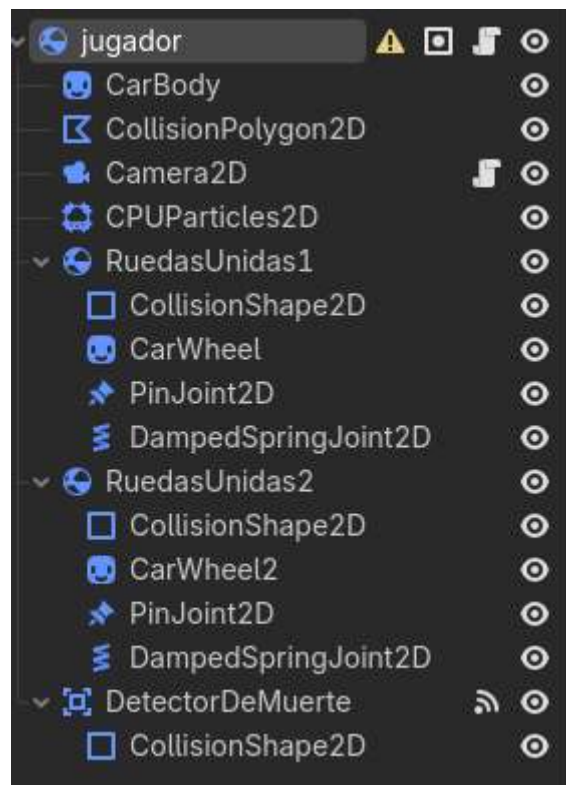 jugador
CarBody
CollisionPolygon2D
Camera2D
CPUParticles2D
RuedasUnidas1
CollisionShape2D
CarWheel
PinJoint2D
DampedSpringJoint2D
RuedasUnidas2
CollisionShape2D
CarWheel2
PinJoint2D
DampedSpringJoint2D
DetectorDeMuerte
CollisionShape2D